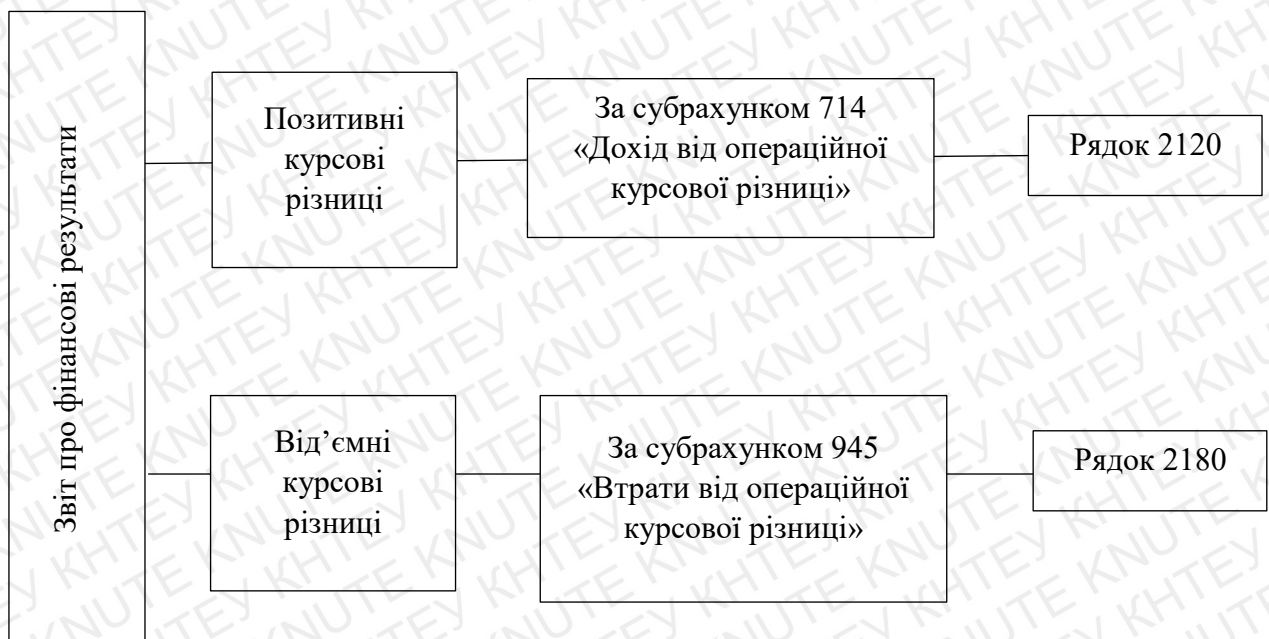 Звіт про фінансові результати
Позитивні
курсові
різниці
За субрахунком 714
«Дохід від операційної
курсової різниці»
Рядок 2120
Від’ємні
курсові
різниці
За субрахунком 945
«Втрати від операційної
курсової різниці»
Рядок 2180